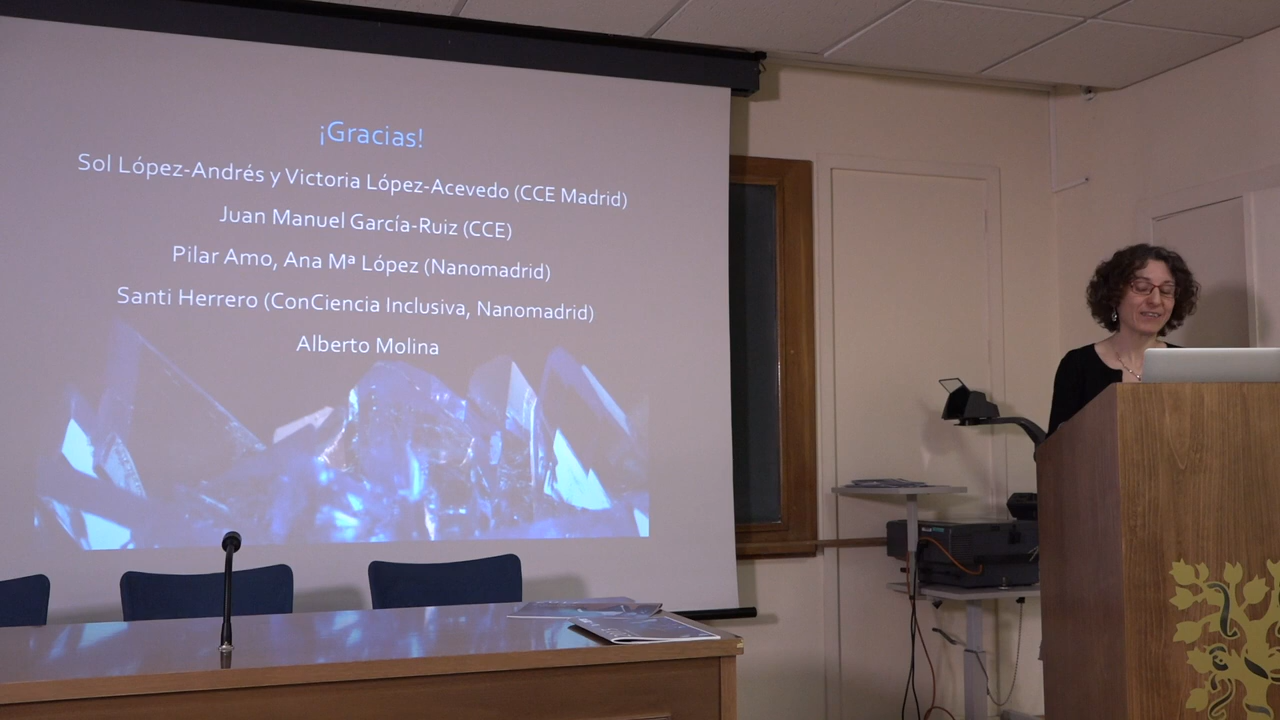 ¡Gracias!
Sol López-Andrés y Victoria López-Acevedo (CCE Madrid)
Juan Manuel García-Ruiz (CCE)
Pilar Amo, Ana Mª López (Nanomadrid)
Santi Herrero (ConCiencia Inclusiva, Nanomadrid)
Alberto Molina